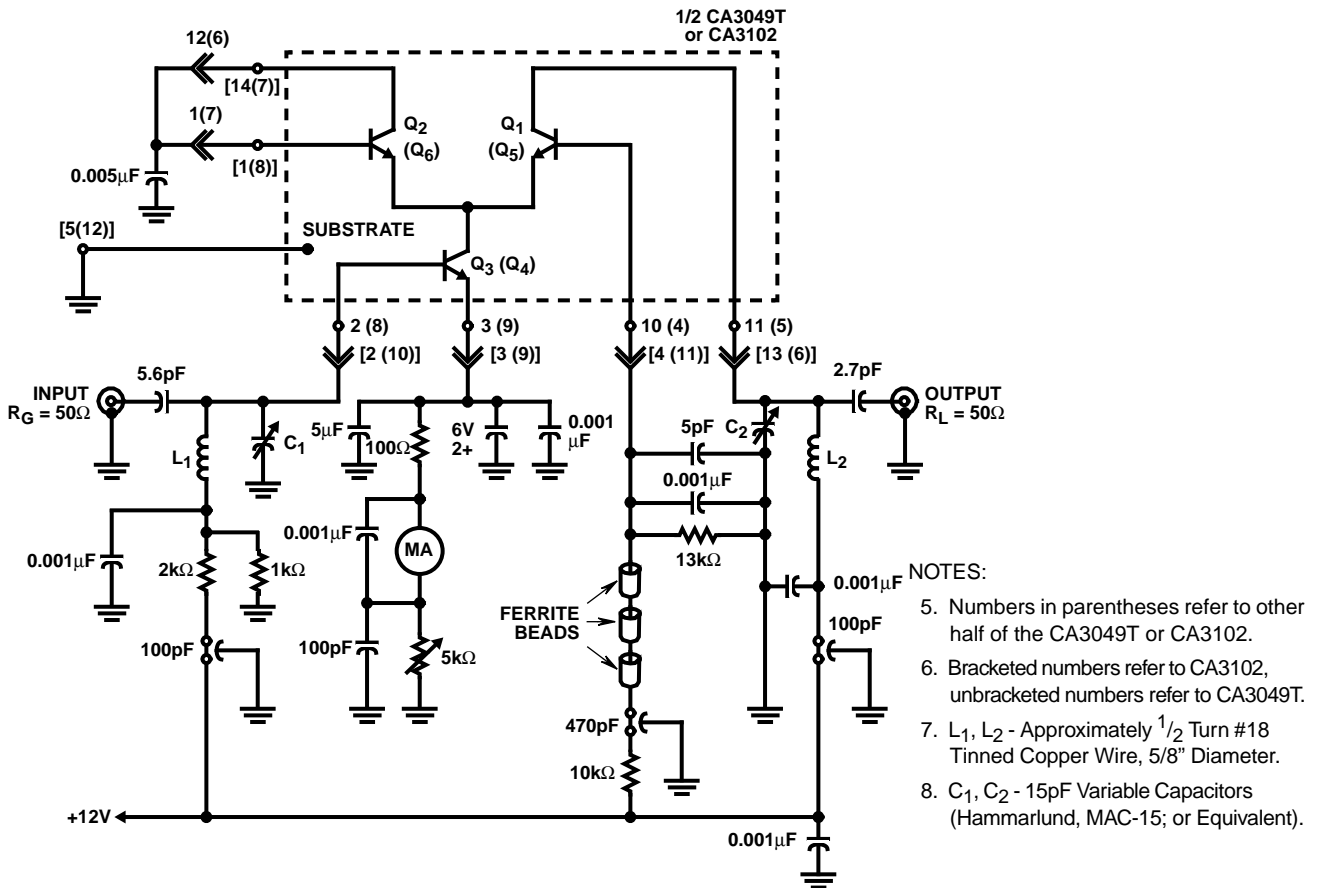 1/2 CA3049T
or CA3102
12(6)
[14(7)]
1(7)
[1(8)]
Q2
(Q6)
Q1
(Q5)
0.005μF
[5(12)]
SUBSTRATE
Q3 (Q4)
2 (8)
3 (9)
10 (4)
11 (5)
[2 (10)]
[3 (9)]
[4 (11)]
[13 (6)]
5.6pF
2.7pF
INPUT
RG = 50Ω
OUTPUT
RL = 50Ω
L1
C1
5μF
100Ω
6V
2+
0.001
μF
5pF
C2
L2
0.001μF
0.001μF
2kΩ
1kΩ
0.001μF
MA
13kΩ
0.001μF
FERRITE
BEADS
100pF
100pF
5kΩ
100pF
470pF
10kΩ
+12V
0.001μF
NOTES:
5. Numbers in parentheses refer to other
half of the CA3049T or CA3102.
6. Bracketed numbers refer to CA3102,
unbracketed numbers refer to CA3049T.
7. L1, L2 - Approximately 1/2 Turn #18
Tinned Copper Wire, 5/8” Diameter.
8. C1, C2 - 15pF Variable Capacitors
(Hammarlund, MAC-15; or Equivalent).